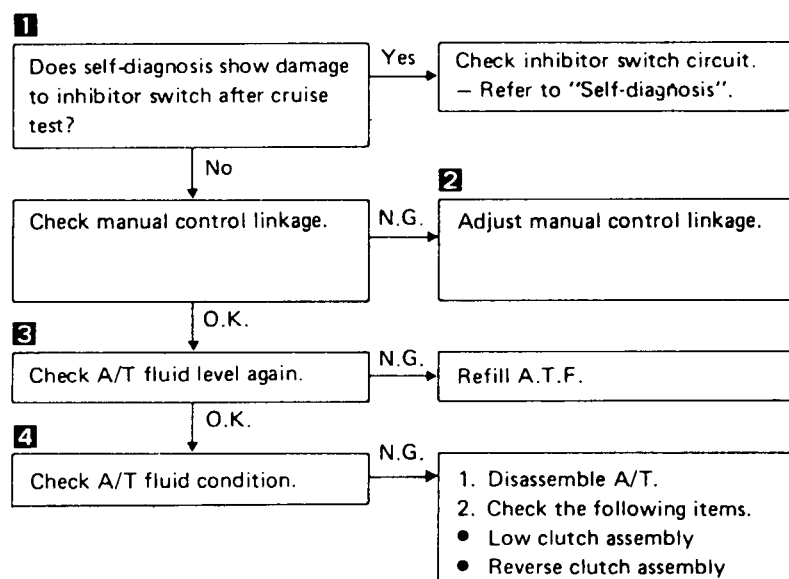 1
Does self-diagnosis show damage
to inhibitor switch after cruise
test?
Yes
Check inhibitor switch circuit.
– Refer to "Self-diagnosis".
No
Check manual control linkage.
N.G.
2
Adjust manual control linkage.
O.K.
3
Check A/T fluid level again.
N.G.
Refill A.T.F.
O.K.
4
Check A/T fluid condition.
N.G.
1. Disassemble A/T.
2. Check the following items.
● Low clutch assembly
● Reverse clutch assembly